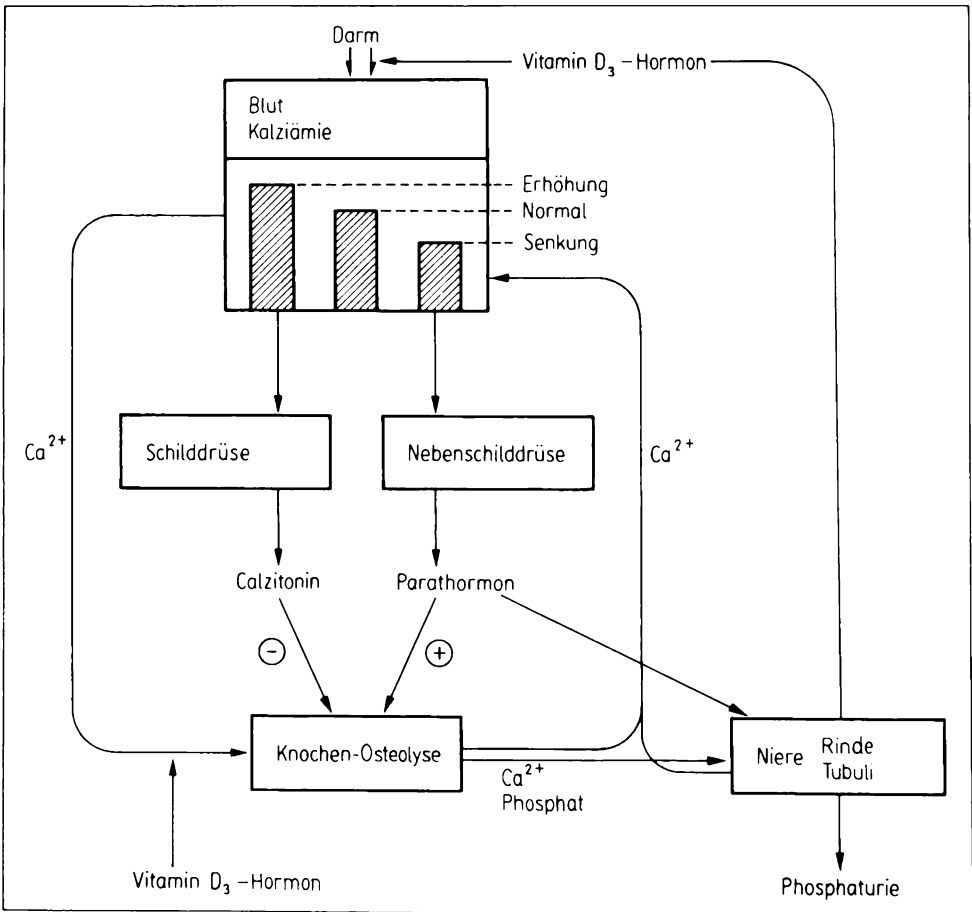 Darm
Vitamin D₃ – Hormon
Blut
Kalziämie
Erhöhung
Normal
Senkung
Ca²⁺
Schilddrüse
Nebenschilddrüse
Ca²⁺
Calzitonin
Parathormon
−
+
Knochen-Osteolyse
Ca²⁺
Phosphat
Niere Rinde
Tubuli
Vitamin D₃ – Hormon
Phosphaturie